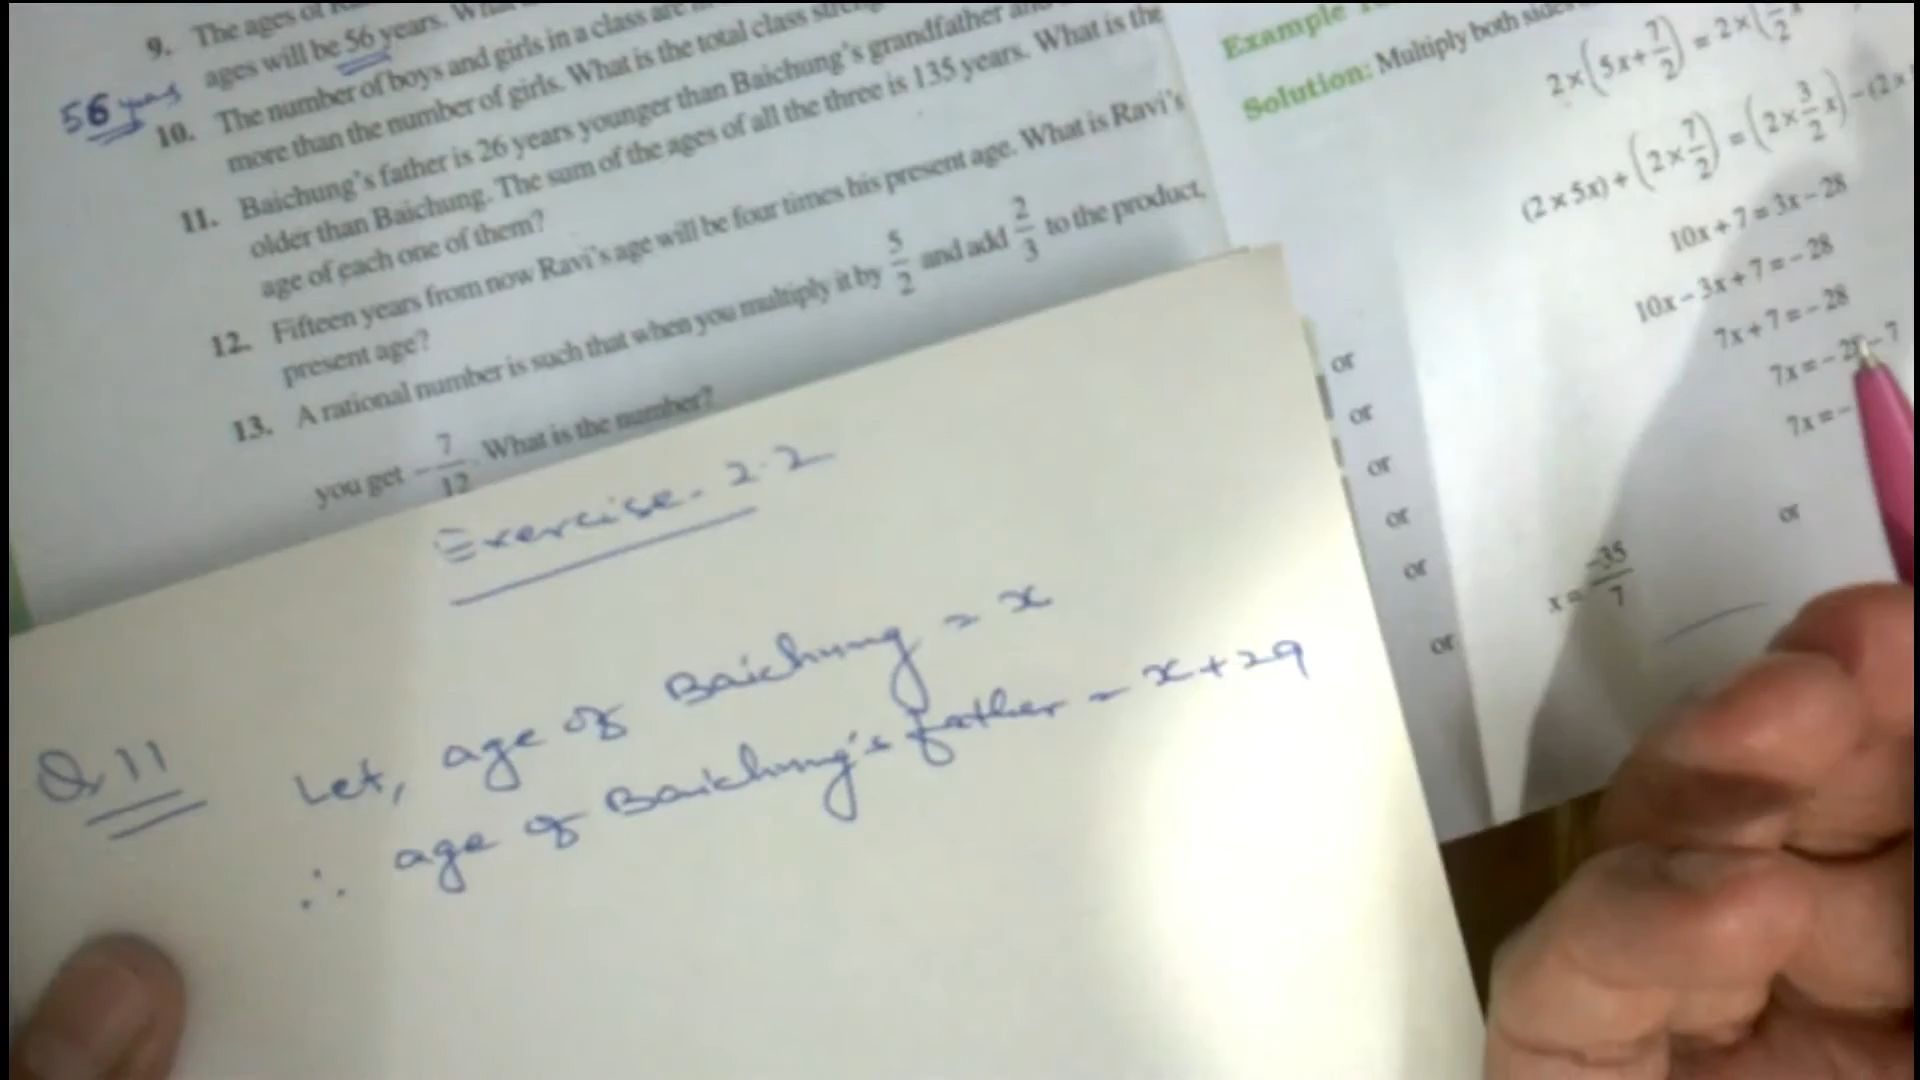 9. The ages of
ages will be 56 years.
56 years
10. The number of boys and girls in a class are
more than the number of girls. What is the total class
11. Baichung's father is 26 years younger than Baichung's grandfather and
older than Baichung. The sum of the ages of all the three is 135 years. What is the
age of each one of them?
12. Fifteen years from now Ravi's age will be four times his present age. What is Ravi's
present age?
13. A rational number is such that when you multiply it by 5/2 and add 2/3 to the product,
you get -7/12. What is the number?
Exercise - 2.2
Q.11 Let, age of Baichung = x
∴ age of Baichung's father = x+29
Example
Solution: Multiply both sides
2×(5x+7/2) = 2×(
(2×5x)+(2×7/2) = (2×3/2 x)-(2×
10x+7=3x-28
or 10x-3x+7=-28
or 7x+7=-28
or 7x=-28-7
or 7x=-
or
or x=-35/7
or